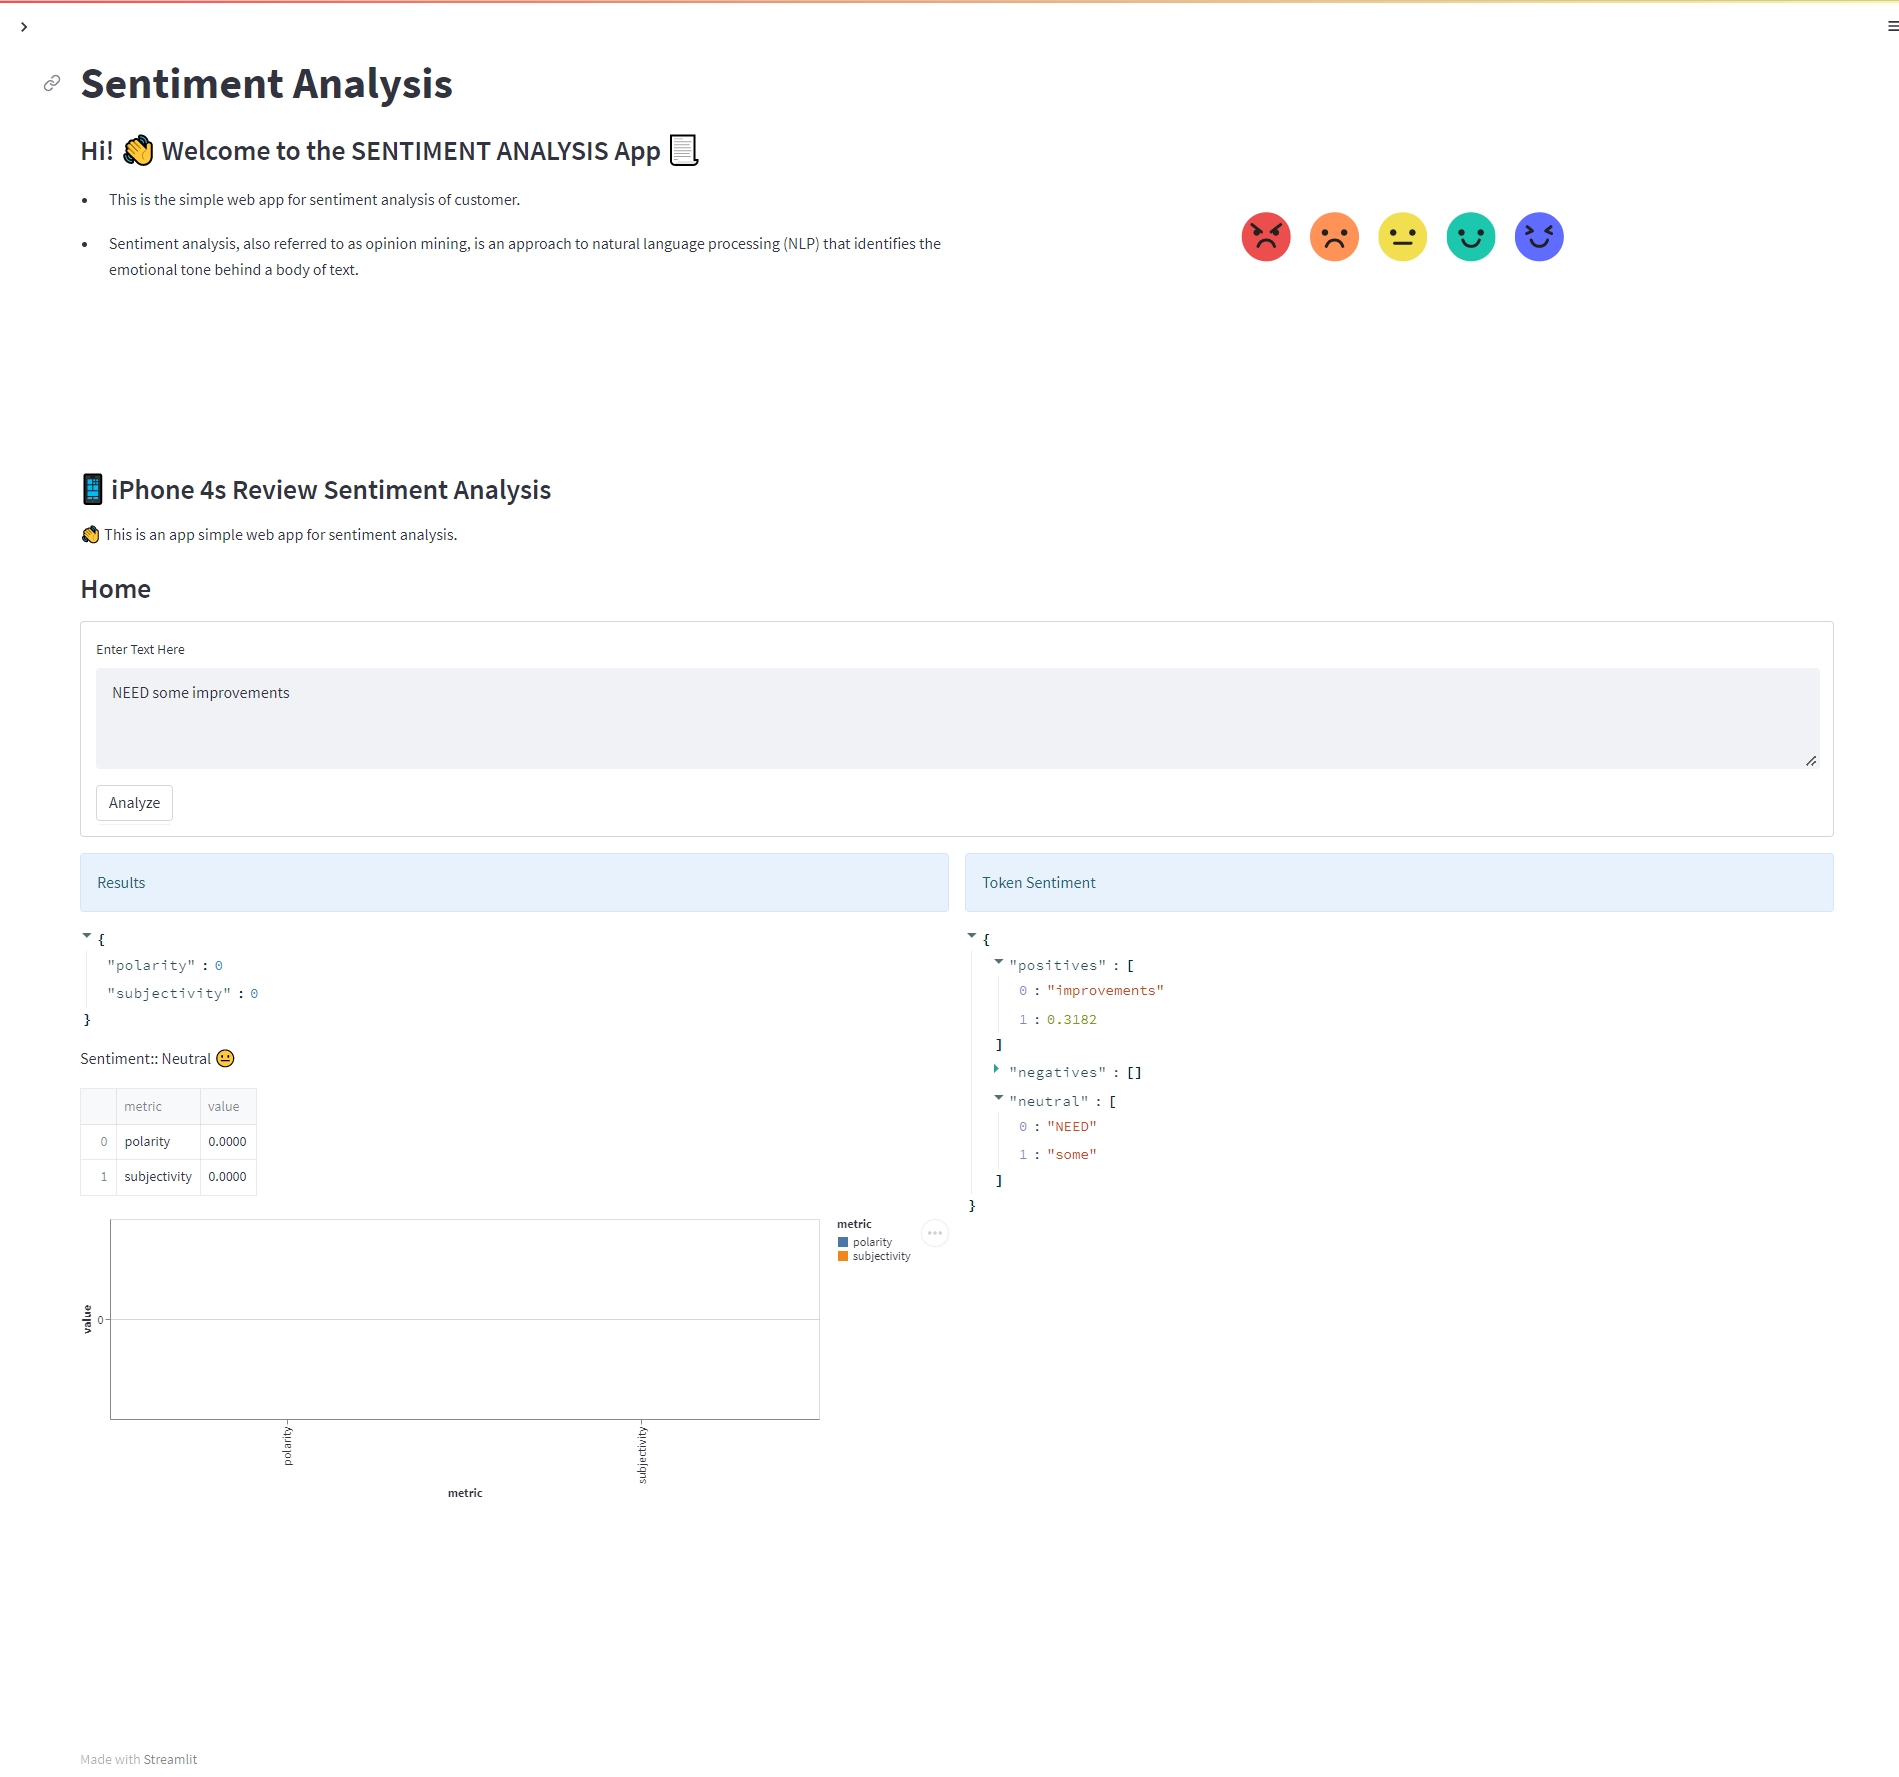 Sentiment Analysis
Hi! 👋 Welcome to the SENTIMENT ANALYSIS App 📃
• This is the simple web app for sentiment analysis of customer.
• Sentiment analysis, also referred to as opinion mining, is an approach to natural language processing (NLP) that identifies the
emotional tone behind a body of text.
📱 iPhone 4s Review Sentiment Analysis
👋 This is an app simple web app for sentiment analysis.
Home
Enter Text Here
NEED some improvements
Analyze
Results
{
"polarity" : 0
"subjectivity" : 0
}
Sentiment:: Neutral 😐
metric value
0 polarity 0.0000
1 subjectivity 0.0000
metric
polarity
subjectivity
value
0
polarity
subjectivity
metric
Token Sentiment
{
"positives" : [
0 : "improvements"
1 : 0.3182
]
"negatives" : []
"neutral" : [
0 : "NEED"
1 : "some"
]
}
Made with Streamlit